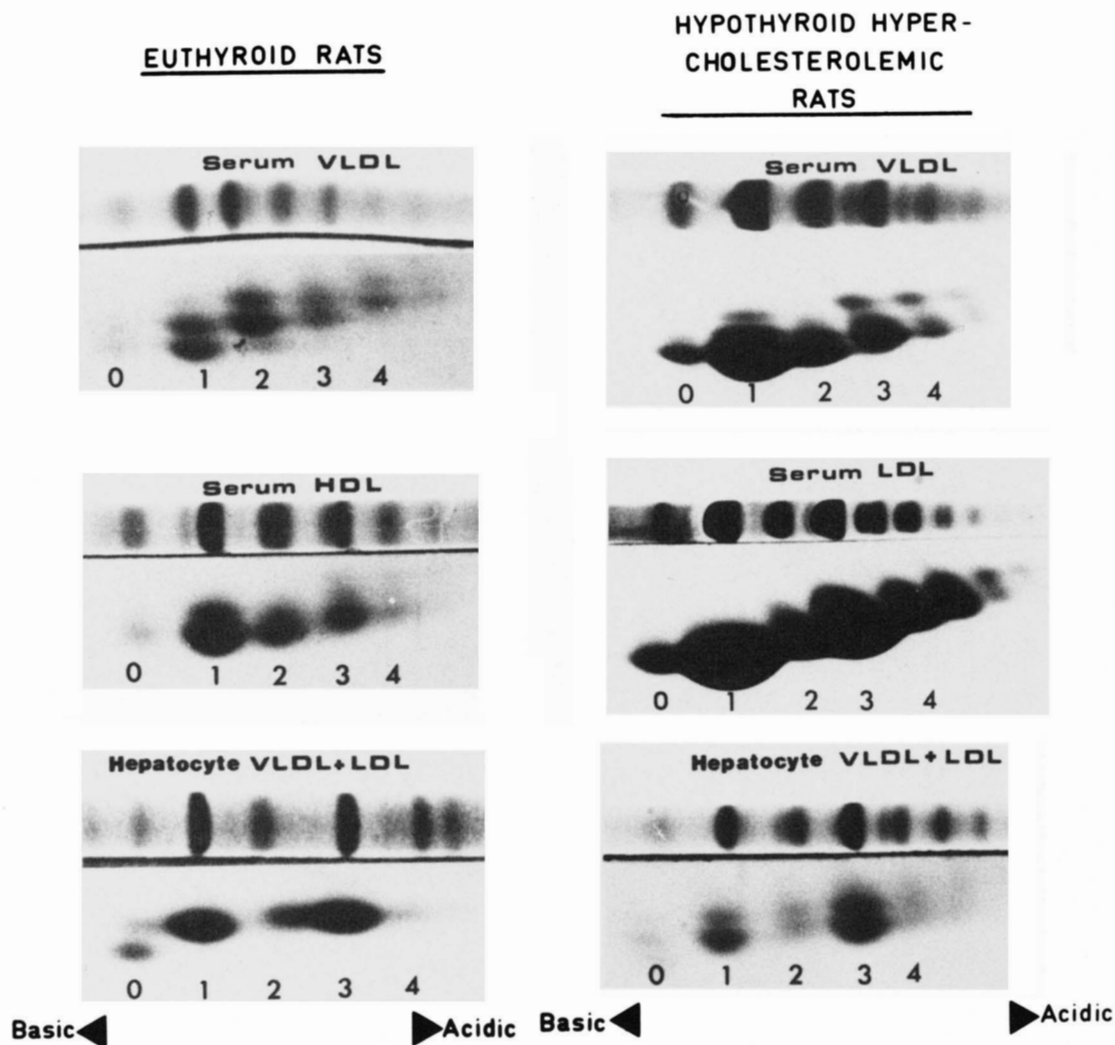 EUTHYROID RATS
HYPOTHYROID HYPER-
CHOLESTEROLEMIC
RATS
Serum VLDL
0 1 2 3 4
Serum HDL
0 1 2 3 4
Hepatocyte VLDL+LDL
0 1 2 3 4
Basic Acidic
Serum VLDL
0 1 2 3 4
Serum LDL
0 1 2 3 4
Hepatocyte VLDL+LDL
0 1 2 3 4
Basic Acidic